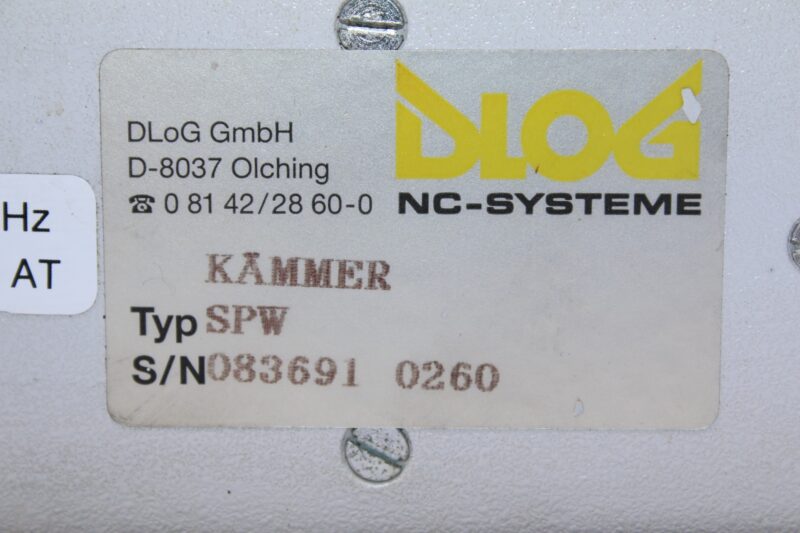 DLoG GmbH
D-8037 Olching
☎ 0 81 42/28 60-0
DLOG
NC-SYSTEME
Hz
AT
KÄMMER
Typ SPW
S/N 083691 0260